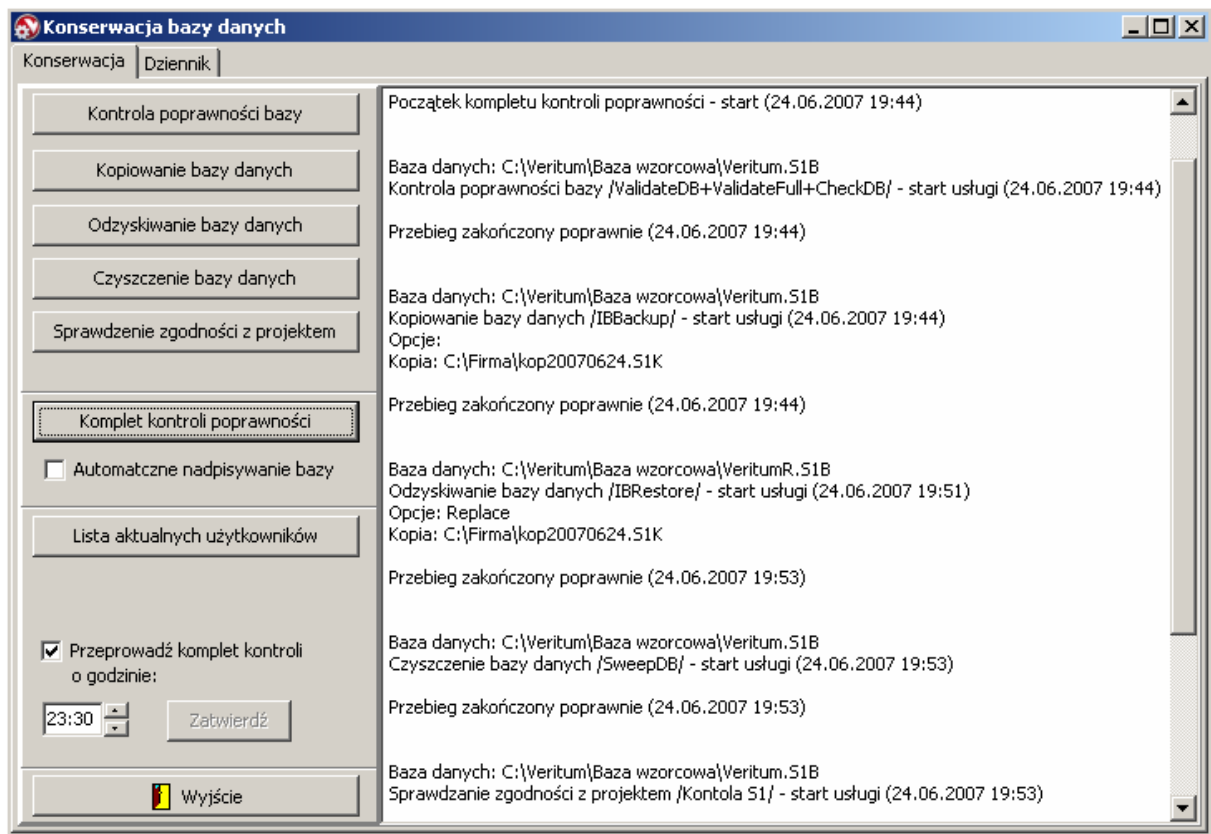 Konserwacja bazy danych
Konserwacja
Dziennik
Kontrola poprawności bazy
Kopiowanie bazy danych
Odzyskiwanie bazy danych
Czyszczenie bazy danych
Sprawdzenie zgodności z projektem
Komplet kontroli poprawności
Automatczne nadpisywanie bazy
Lista aktualnych użytkowników
Przeprowadź komplet kontroli
o godzinie:
23:30
Zatwierdź
Wyjście
Początek kompletu kontroli poprawności - start (24.06.2007 19:44)
Baza danych: C:\Veritum\Baza wzorcowa\Veritum.S1B
Kontrola poprawności bazy /ValidateDB+ValidateFull+CheckDB/ - start usługi (24.06.2007 19:44)
Przebieg zakończony poprawnie (24.06.2007 19:44)
Baza danych: C:\Veritum\Baza wzorcowa\Veritum.S1B
Kopiowanie bazy danych /IBBackup/ - start usługi (24.06.2007 19:44)
Opcje:
Kopia: C:\Firma\kop20070624.S1K
Przebieg zakończony poprawnie (24.06.2007 19:44)
Baza danych: C:\Veritum\Baza wzorcowa\VeritumR.S1B
Odzyskiwanie bazy danych /IBRestore/ - start usługi (24.06.2007 19:51)
Opcje: Replace
Kopia: C:\Firma\kop20070624.S1K
Przebieg zakończony poprawnie (24.06.2007 19:53)
Baza danych: C:\Veritum\Baza wzorcowa\Veritum.S1B
Czyszczenie bazy danych /SweepDB/ - start usługi (24.06.2007 19:53)
Przebieg zakończony poprawnie (24.06.2007 19:53)
Baza danych: C:\Veritum\Baza wzorcowa\Veritum.S1B
Sprawdzanie zgodności z projektem /Kontola S1/ - start usługi (24.06.2007 19:53)